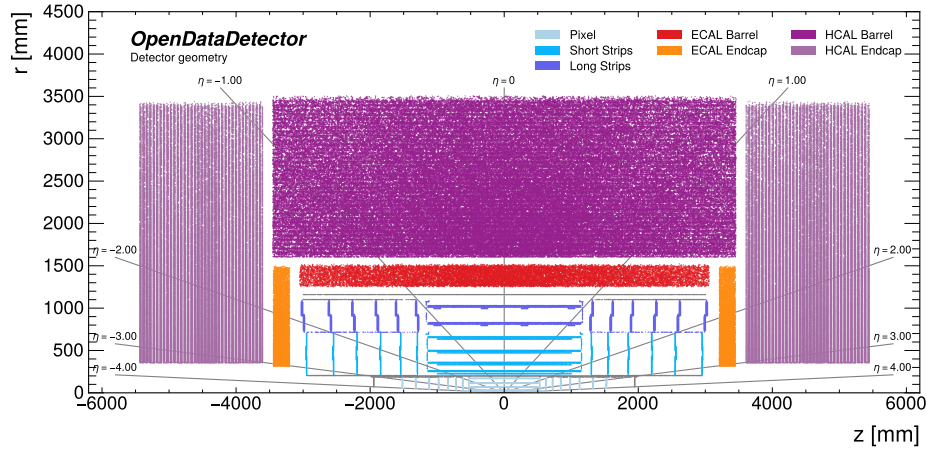 OpenDataDetector
Detector geometry
Pixel
Short Strips
Long Strips
ECAL Barrel
ECAL Endcap
HCAL Barrel
HCAL Endcap
r [mm]
4500
4000
3500
3000
2500
2000
1500
1000
500
0
η = −1.00
η = 0
η = 1.00
η = −2.00
η = 2.00
η = −3.00
η = 3.00
η = −4.00
η = 4.00
−6000
−4000
−2000
0
2000
4000
6000
z [mm]